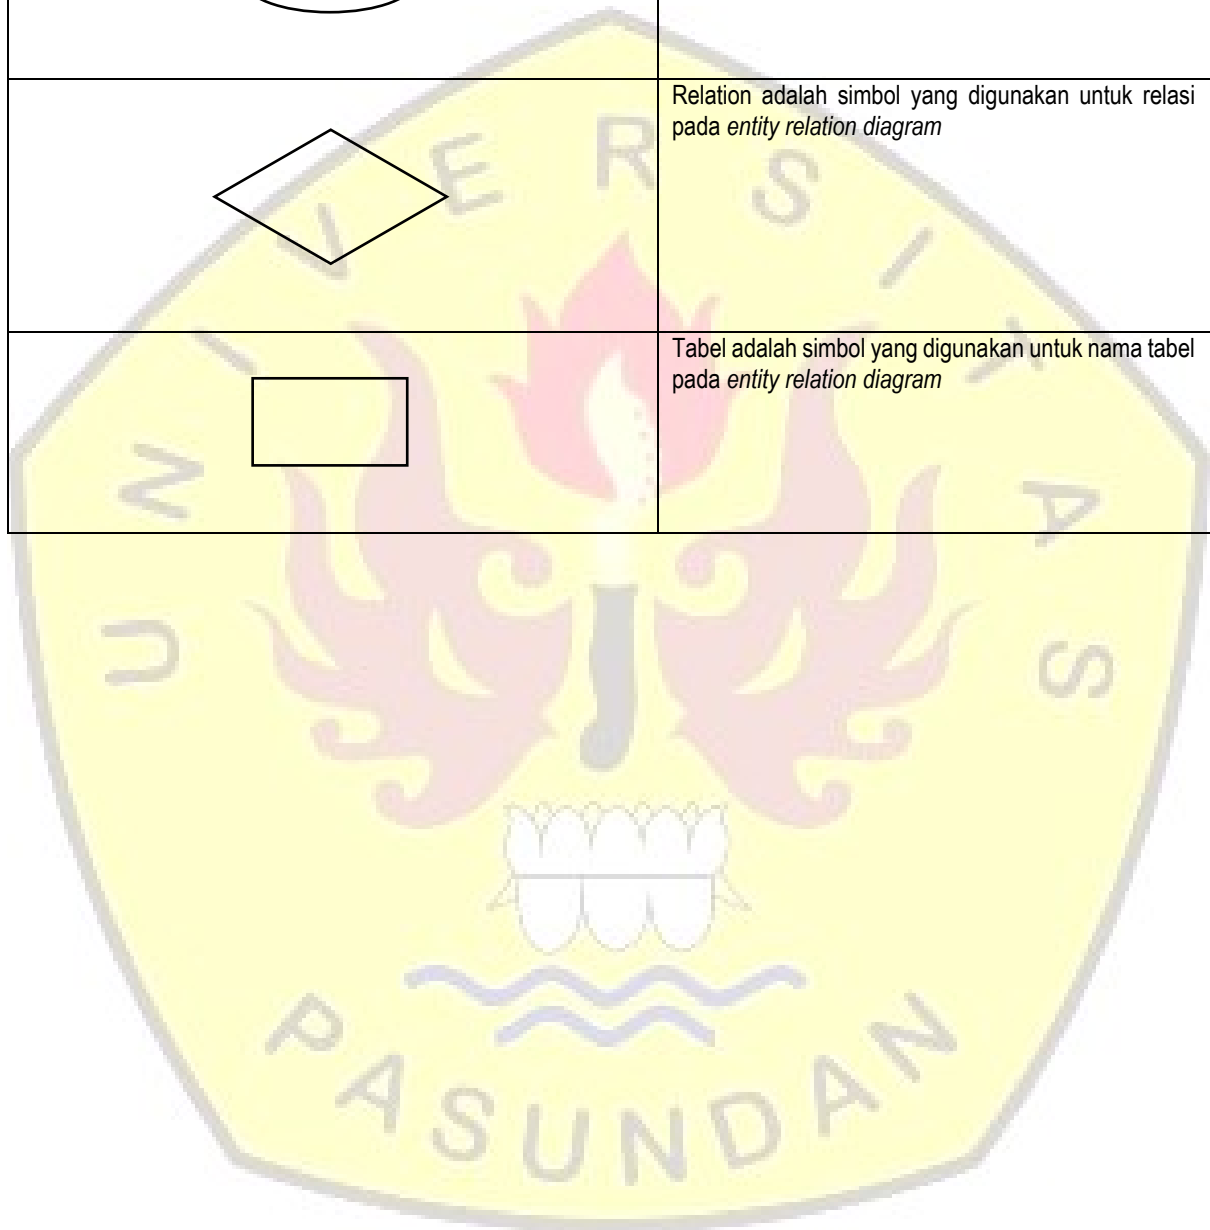 Relation adalah simbol yang digunakan untuk relasi
pada entity relation diagram
Tabel adalah simbol yang digunakan untuk nama tabel
pada entity relation diagram
UNIVERSITAS
PASUNDAN